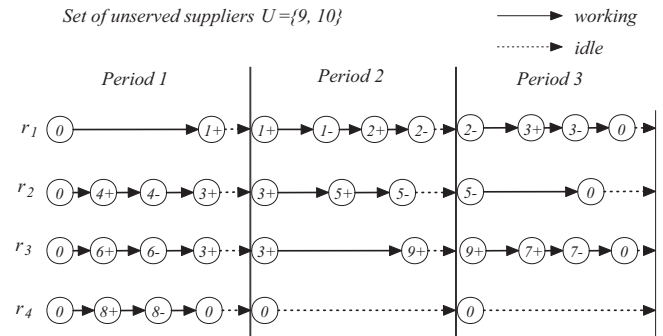 Set of unserved suppliers U ={9, 10}
working
idle
Period 1 Period 2 Period 3
r1 0 1+ 1+ 1- 2+ 2- 2- 3+ 3- 0
r2 0 4+ 4- 3+ 3+ 5+ 5- 5- 0
r3 0 6+ 6- 3+ 3+ 9+ 9+ 7+ 7- 0
r4 0 8+ 8- 0 0 0